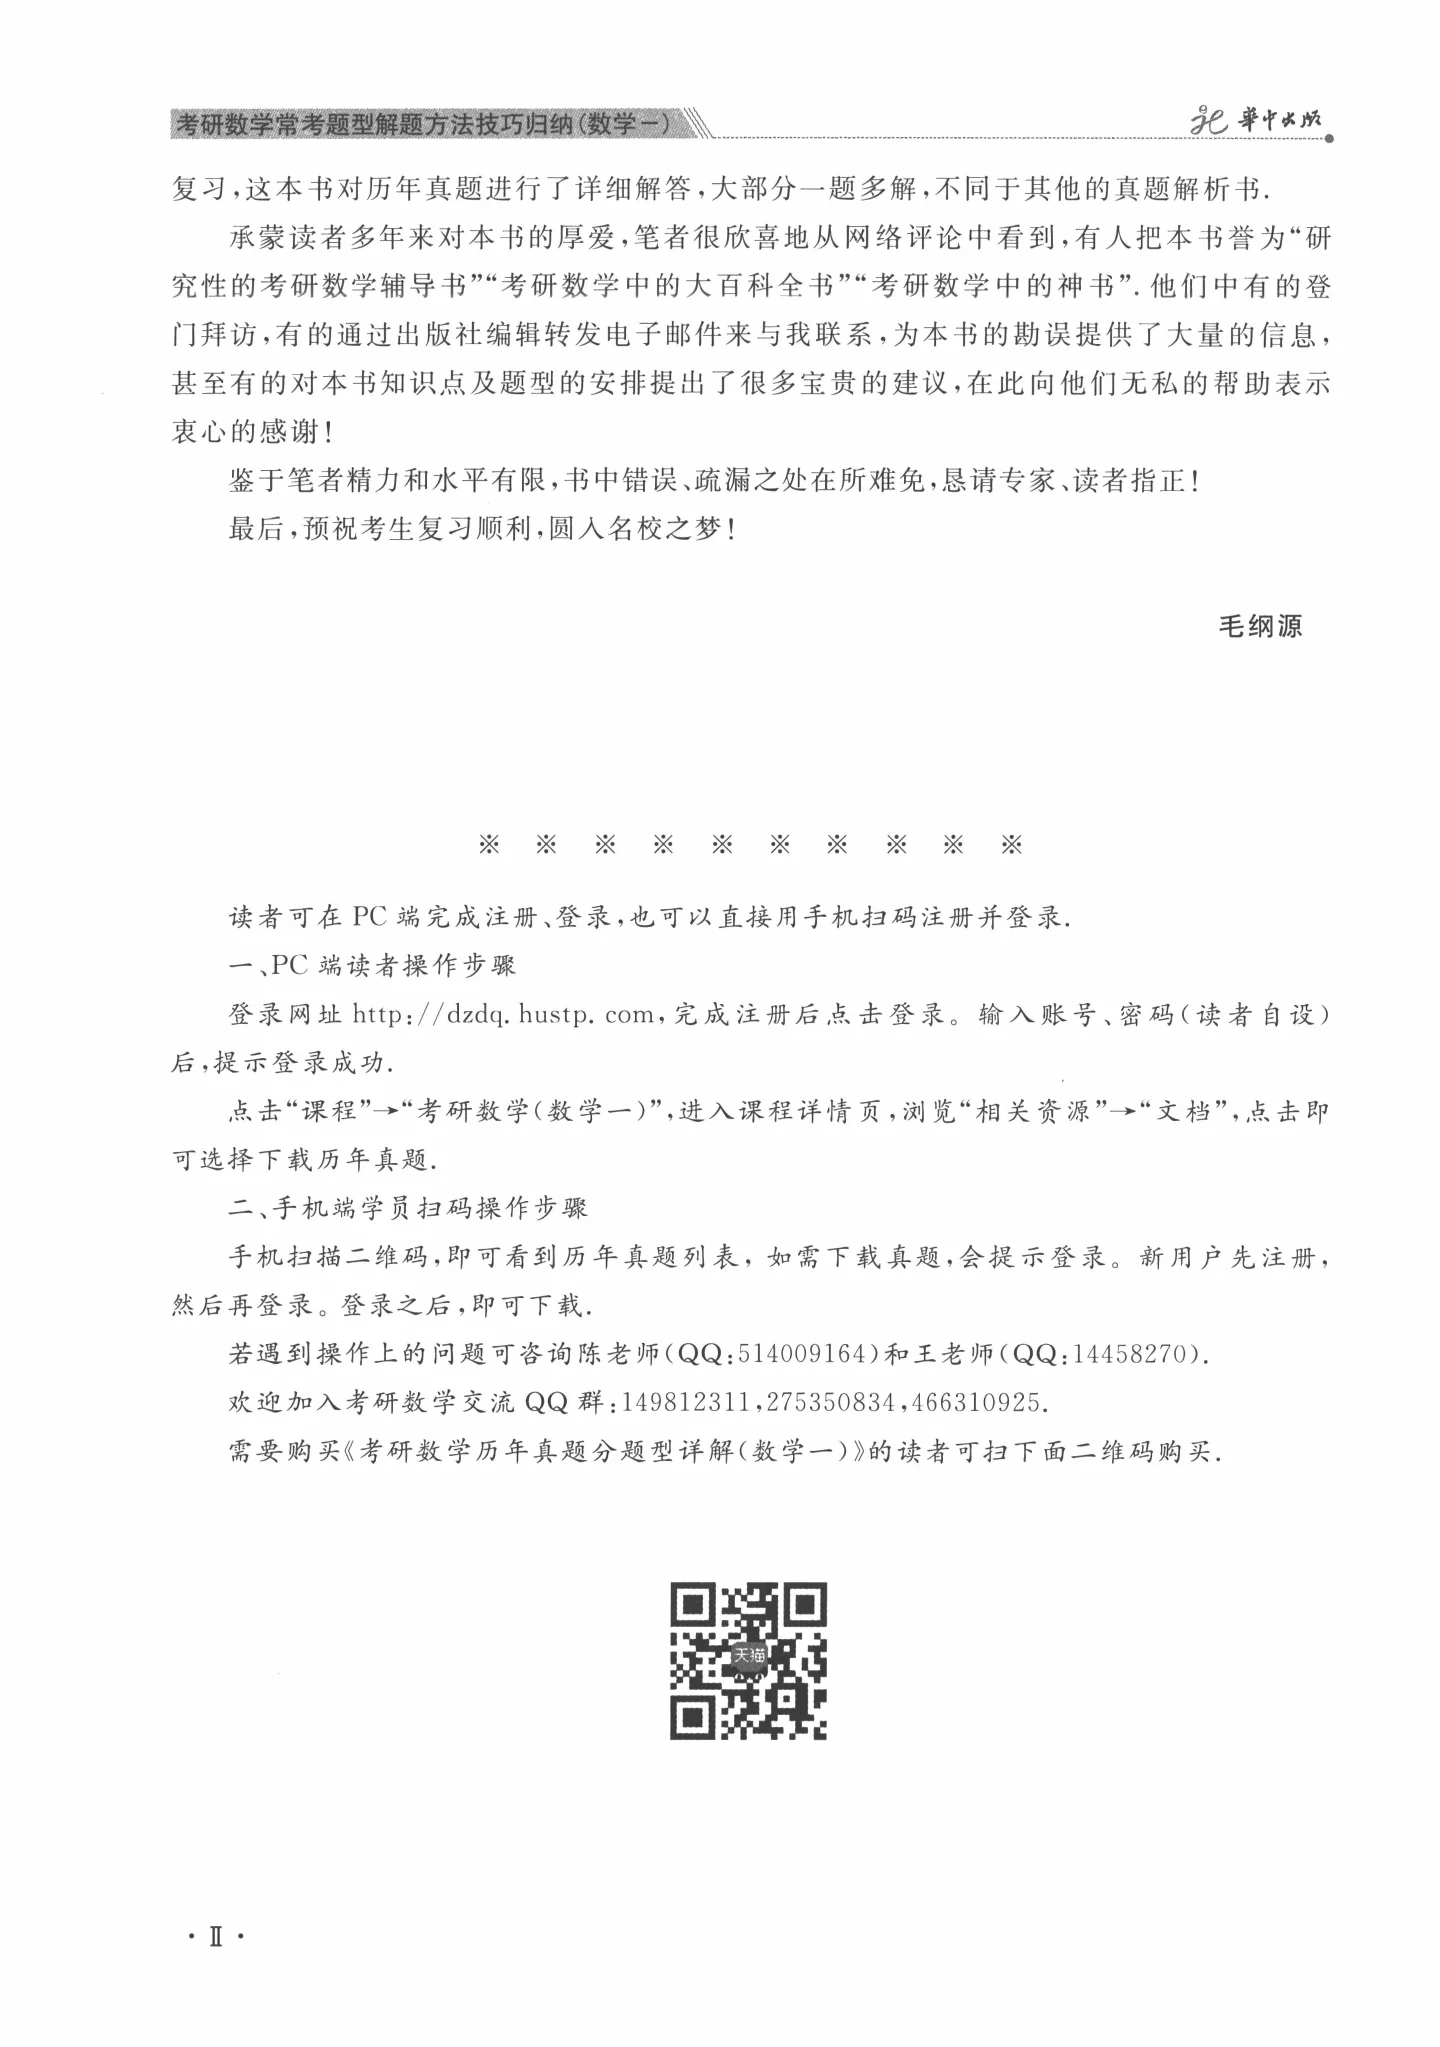 考研数学常考题型解题方法技巧归纳(数学一)
华中出版
复习,这本书对历年真题进行了详细解答,大部分一题多解,不同于其他的真题解析书.
承蒙读者多年来对本书的厚爱,笔者很欣喜地从网络评论中看到,有人把本书誉为“研
究性的考研数学辅导书”“考研数学中的大百科全书”“考研数学中的神书”. 他们中有的登
门拜访,有的通过出版社编辑转发电子邮件来与我联系,为本书的勘误提供了大量的信息,
甚至有的对本书知识点及题型的安排提出了很多宝贵的建议,在此向他们无私的帮助表示
衷心的感谢!
鉴于笔者精力和水平有限,书中错误、疏漏之处在所难免,恳请专家、读者指正!
最后,预祝考生复习顺利,圆入名校之梦!
毛纲源
※ ※ ※ ※ ※ ※ ※ ※ ※ ※
读者可在 PC 端完成注册、登录,也可以直接用手机扫码注册并登录.
一、PC 端读者操作步骤
登录网址 http://dzdq. hustp. com,完成注册后点击登录。输入账号、密码(读者自设)
后,提示登录成功.
点击“课程”→“考研数学(数学一)”,进入课程详情页,浏览“相关资源”→“文档”,点击即
可选择下载历年真题.
二、手机端学员扫码操作步骤
手机扫描二维码,即可看到历年真题列表, 如需下载真题,会提示登录。新用户先注册,
然后再登录。登录之后,即可下载.
若遇到操作上的问题可咨询陈老师(QQ:514009164)和王老师(QQ:14458270).
欢迎加入考研数学交流 QQ 群:149812311,275350834,466310925.
需要购买《考研数学历年真题分题型详解(数学一)》的读者可扫下面二维码购买.
天猫
· Ⅱ ·